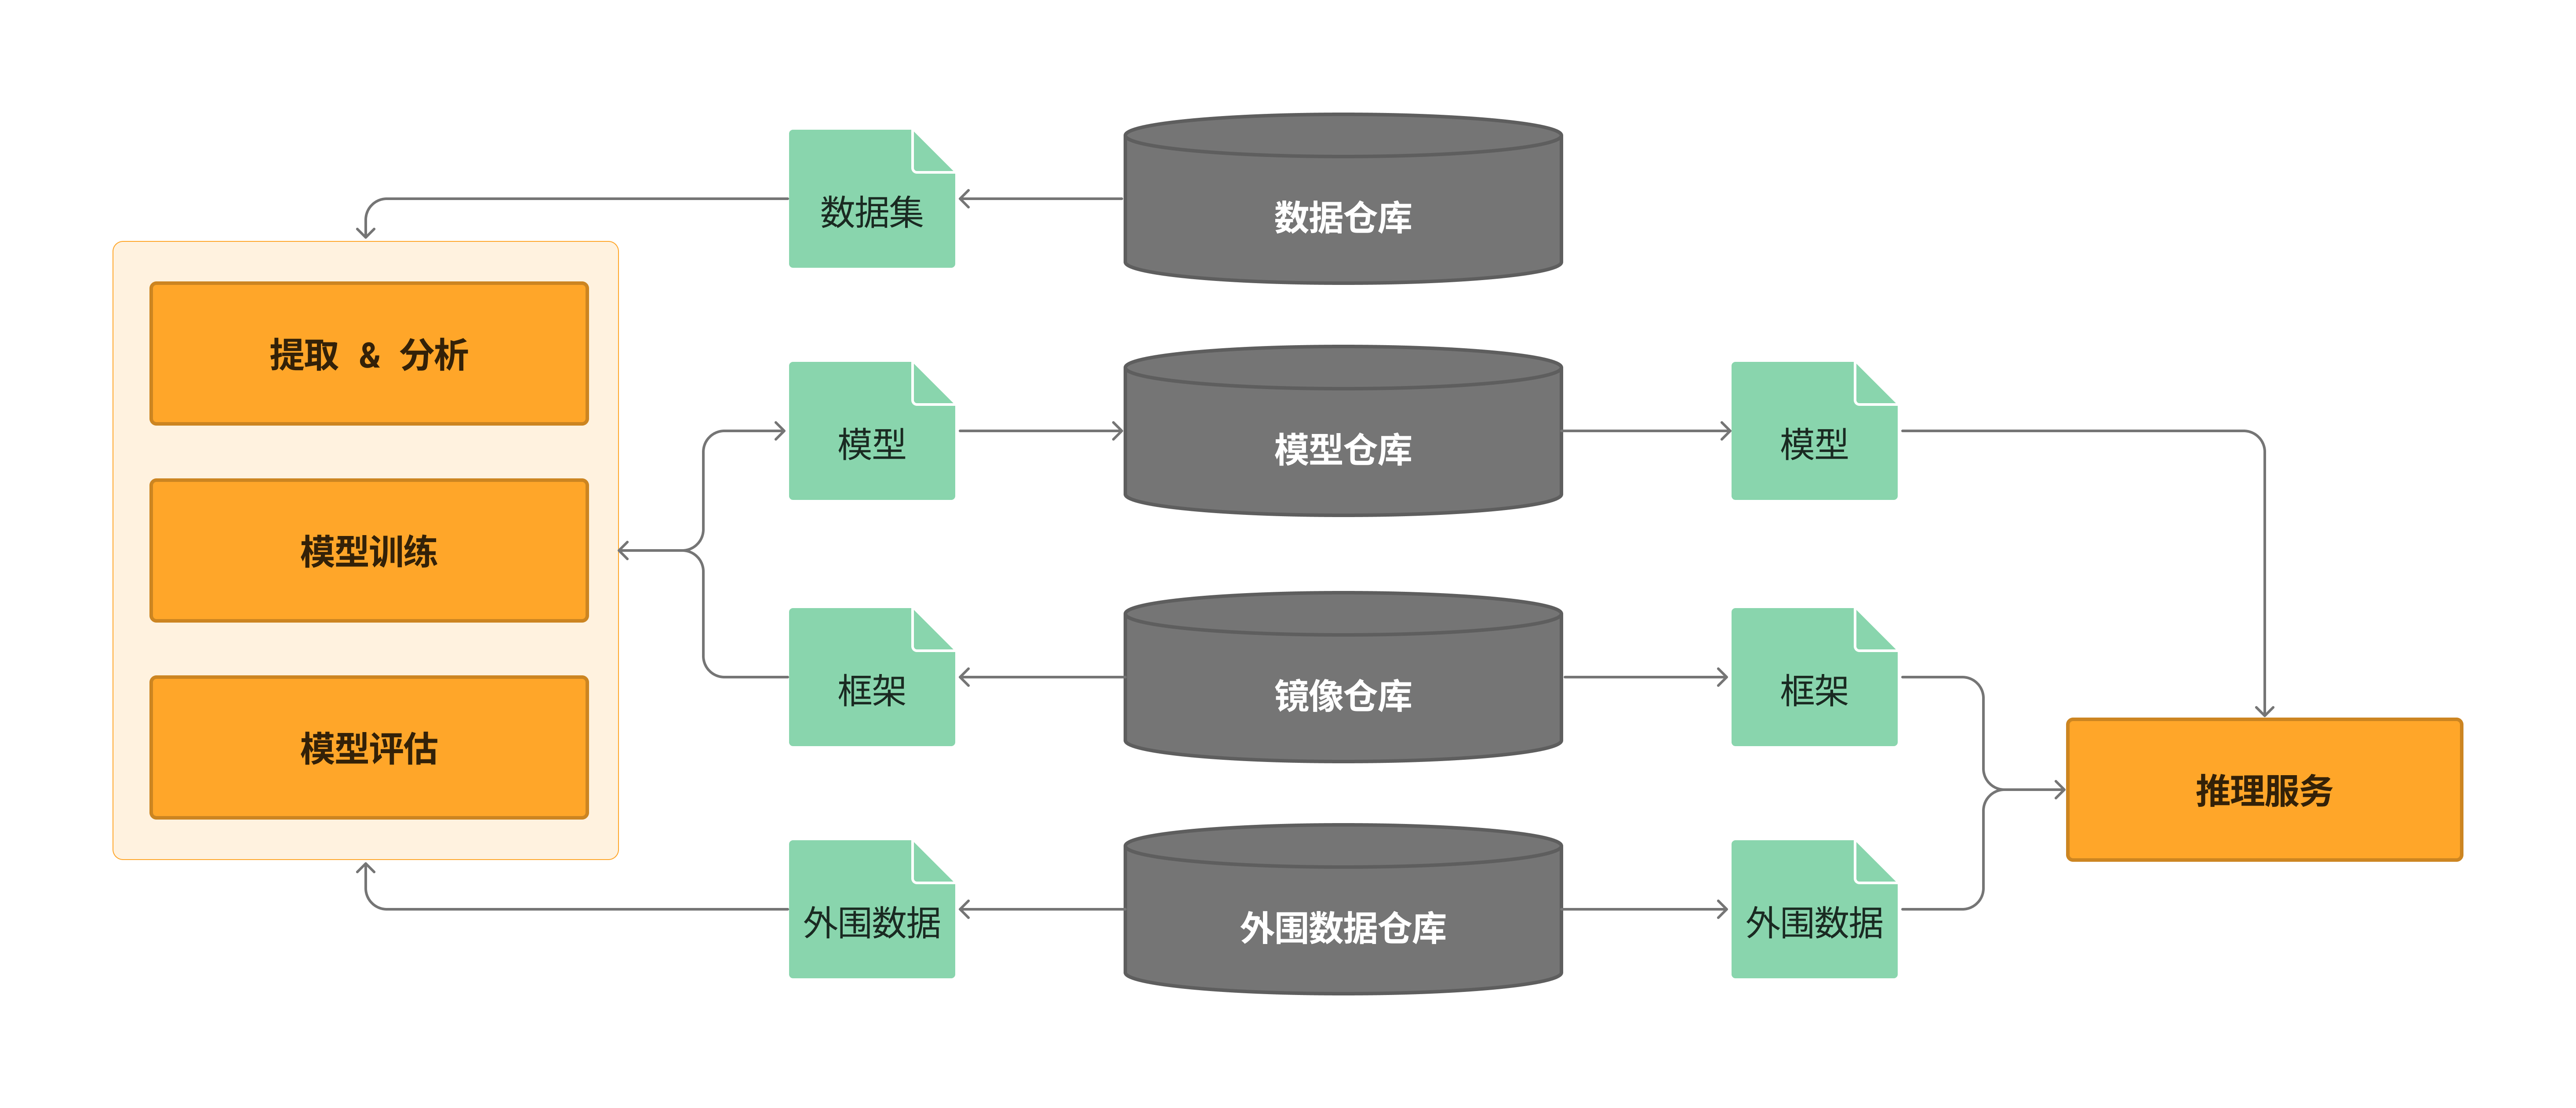 数据集
数据仓库
提取 & 分析
模型训练
模型评估
模型
模型仓库
模型
框架
镜像仓库
框架
推理服务
外围数据
外围数据仓库
外围数据